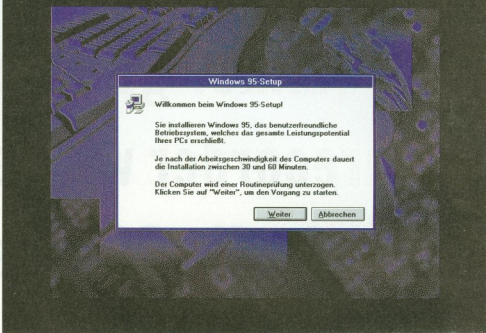 Windows 95-Setup
Willkommen beim Windows 95-Setup!
Sie installieren Windows 95, das benutzerfreundliche
Betriebssystem, welches das gesamte Leistungspotential
Ihres PCs erschließt.
Je nach der Arbeitsgeschwindigkeit des Computers dauert
die Installation zwischen 30 und 60 Minuten.
Der Computer wird einer Routineprüfung unterzogen.
Klicken Sie auf "Weiter", um den Vorgang zu starten.
Weiter
Abbrechen